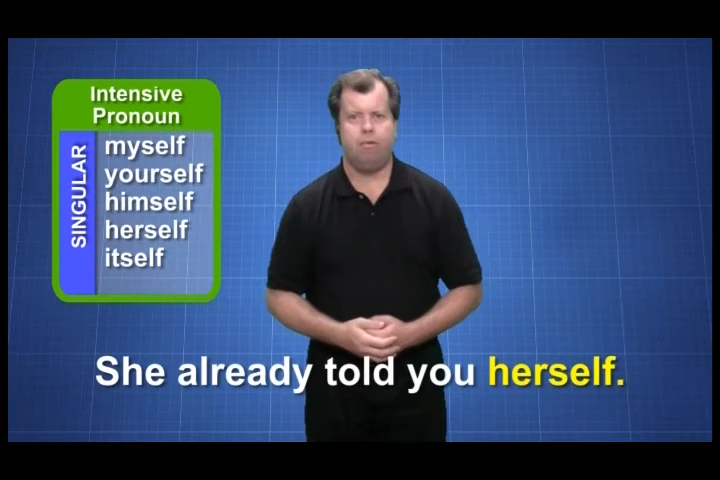 Intensive
Pronoun
SINGULAR
myself
yourself
himself
herself
itself
She already told you herself.